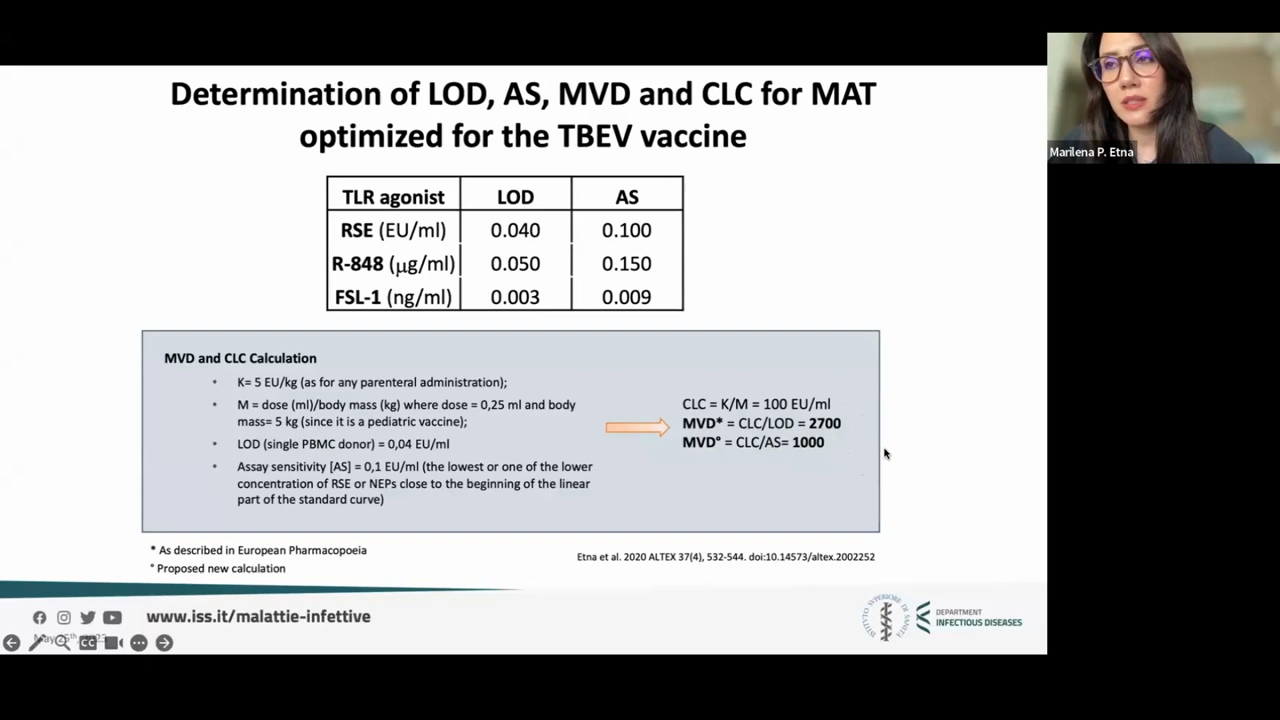 Determination of LOD, AS, MVD and CLC for MAT
optimized for the TBEV vaccine
Marilena P. Etna
TLR agonist LOD AS
RSE (EU/ml) 0.040 0.100
R-848 (μg/ml) 0.050 0.150
FSL-1 (ng/ml) 0.003 0.009
MVD and CLC Calculation
• K= 5 EU/kg (as for any parenteral administration);
• M = dose (ml)/body mass (kg) where dose = 0,25 ml and body
mass= 5 kg (since it is a pediatric vaccine);
• LOD (single PBMC donor) = 0,04 EU/ml
• Assay sensitivity [AS] = 0,1 EU/ml (the lowest or one of the lower
concentration of RSE or NEPs close to the beginning of the linear
part of the standard curve)
CLC = K/M = 100 EU/ml
MVD* = CLC/LOD = 2700
MVD° = CLC/AS= 1000
* As described in European Pharmacopoeia
° Proposed new calculation
Etna et al. 2020 ALTEX 37(4), 532-544. doi:10.14573/altex.2002252
www.iss.it/malattie-infettive
May 25th, 2023
CC
ISTITUTO SUPERIORE DI SANITÀ
DEPARTMENT
INFECTIOUS DISEASES